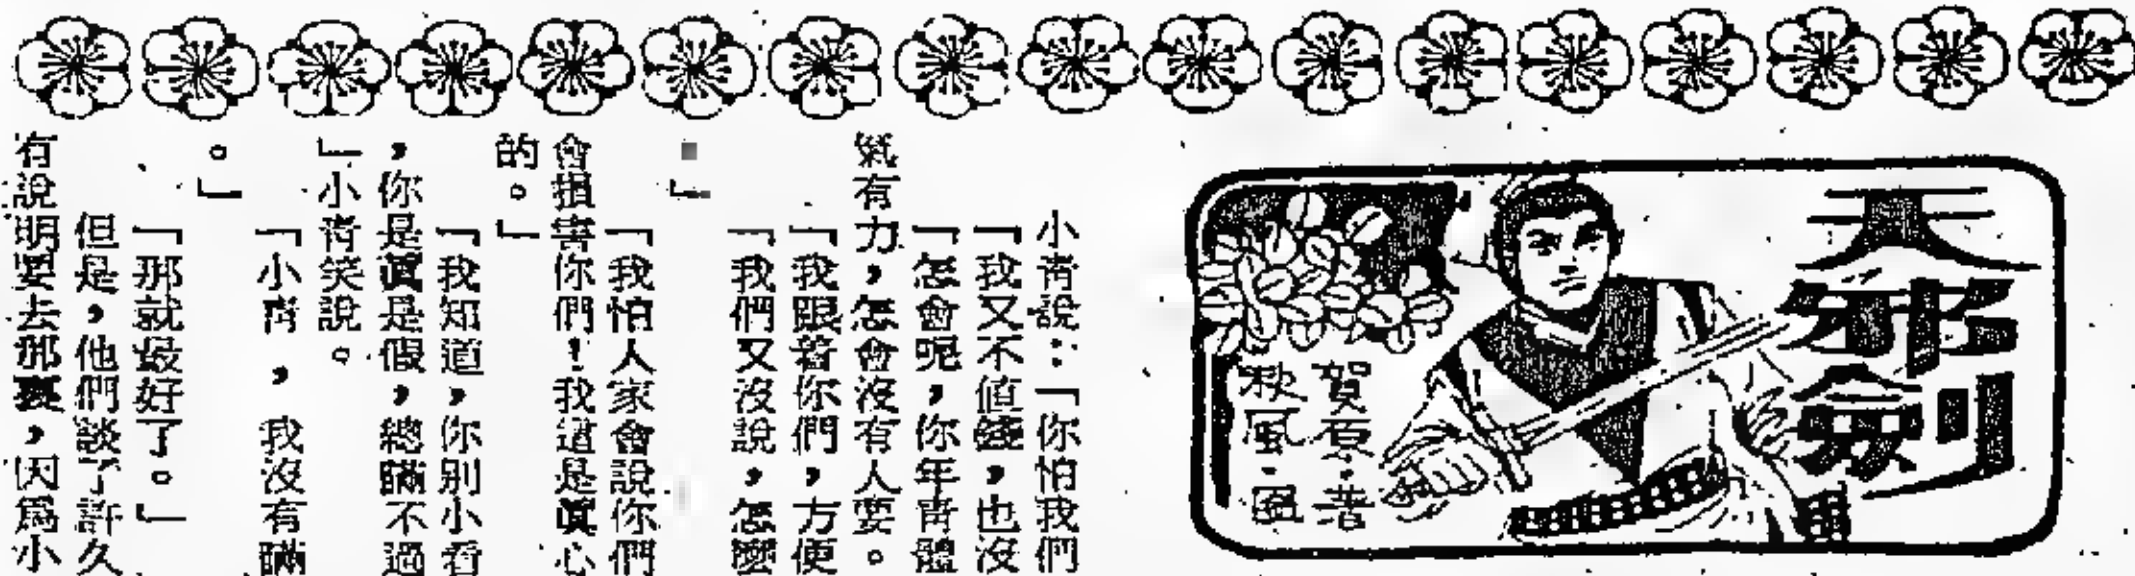 天邪劍
賀夏·著
秋風·圖
小青說：「你怕我們
「我又不值錢，也沒
「怎會呢，你年青體
氣有力，怎會沒有人要。
「我跟着你們，方便
「我們又沒說，怎麼
」
「我怕人家會說你們
會損害你們！我這是眞心
的。」
「我知道，你別小看
，你是眞是假，總瞞不過
」小青笑說。
「小青，我沒有瞞
。」
「那就最好了。」
但是，他們談了許久
有說明要去那裏，因爲小